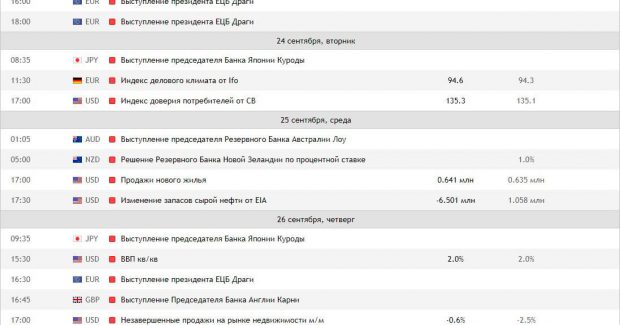 16:00 EUR Выступление президента ЕЦБ Драги
18:00 EUR Выступление президента ЕЦБ Драги
24 сентября, вторник
08:35 JPY Выступление председателя Банка Японии Куроды
11:30 EUR Индекс делового климата от Ifo 94.6 94.3
17:00 USD Индекс доверия потребителей от CB 135.3 135.1
25 сентября, среда
01:05 AUD Выступление председателя Резервного Банка Австралии Лоу
05:00 NZD Решение Резервного Банка Новой Зеландии по процентной ставке 1.0%
17:00 USD Продажи нового жилья 0.641 млн 0.635 млн
17:30 USD Изменение запасов сырой нефти от EIA -6.501 млн 1.058 млн
26 сентября, четверг
09:35 JPY Выступление председателя Банка Японии Куроды
15:30 USD ВВП кв/кв 2.0% 2.0%
16:30 EUR Выступление президента ЕЦБ Драги
16:45 GBP Выступление Председателя Банка Англии Карни
17:00 USD Незавершенные продажи на рынке недвижимости м/м -0.6% -2.5%